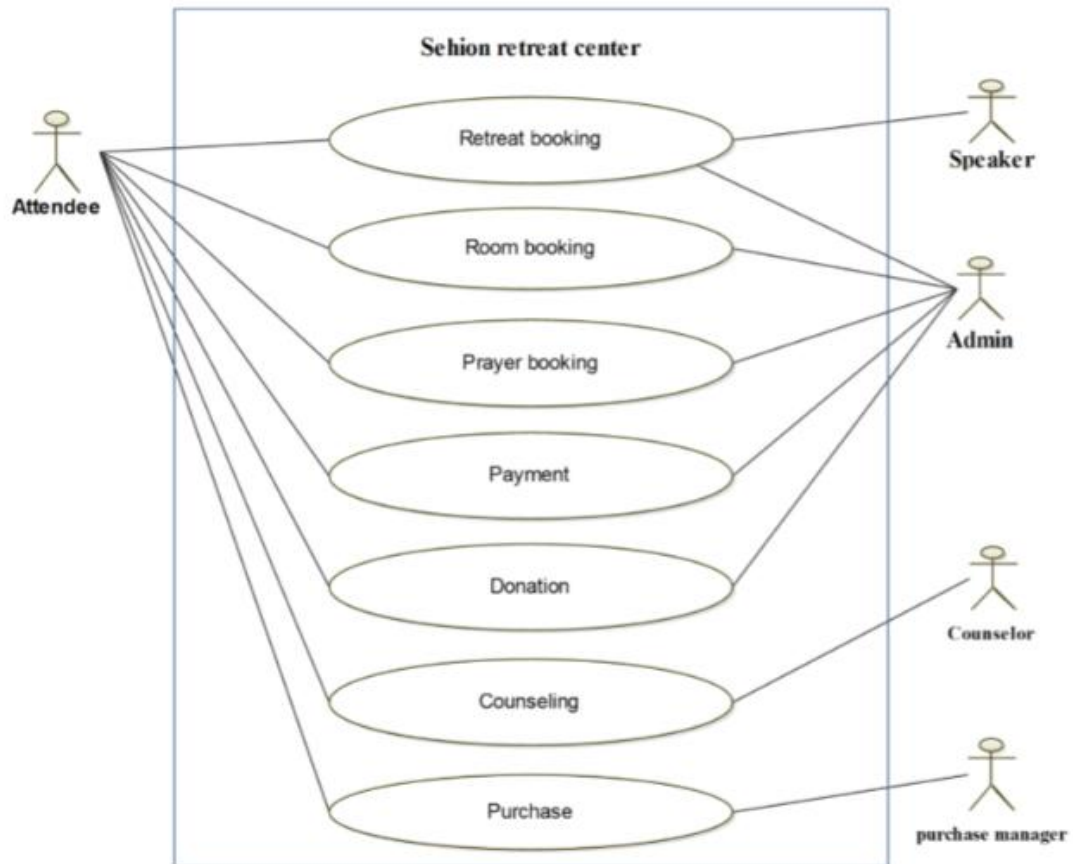 Sehion retreat center
Attendee
Retreat booking
Room booking
Prayer booking
Payment
Donation
Counseling
Purchase
Speaker
Admin
Counselor
purchase manager